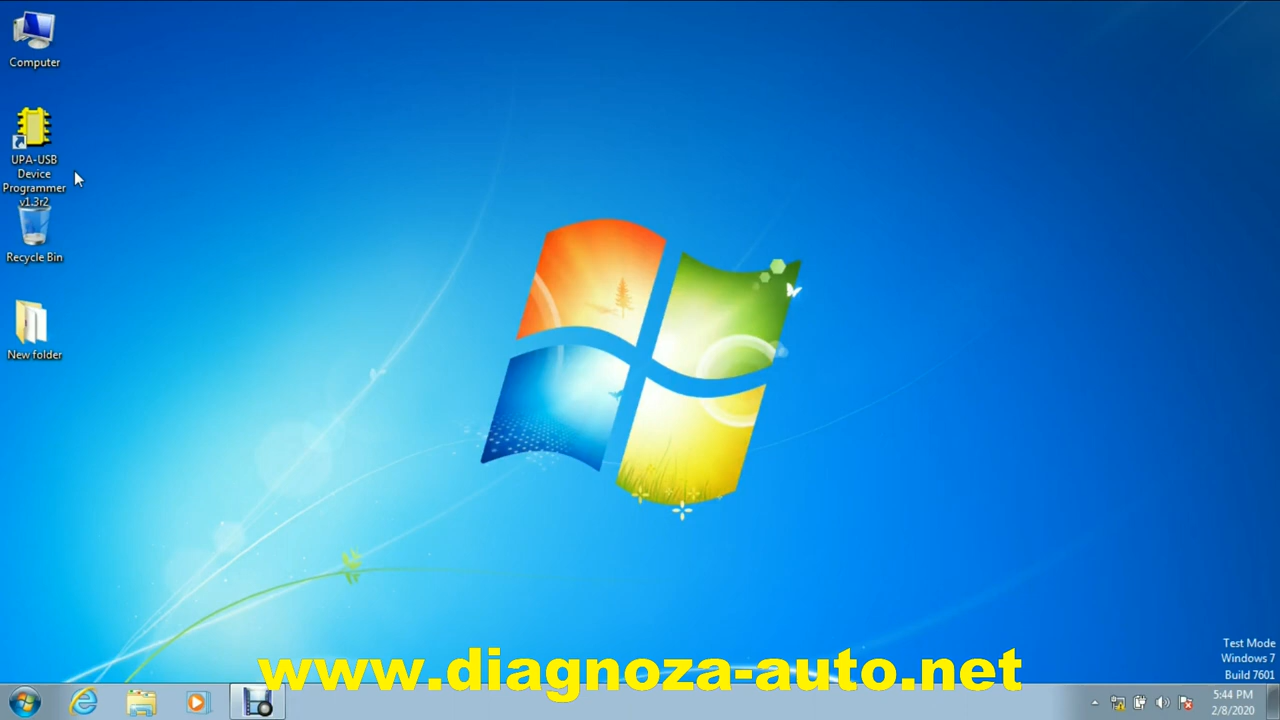 Computer
UPA-USB
Device
Programmer
v1.3r2
Recycle Bin
New folder
www.diagnoza-auto.net
Test Mode
Windows 7
Build 7601
5:44 PM
2/8/2020